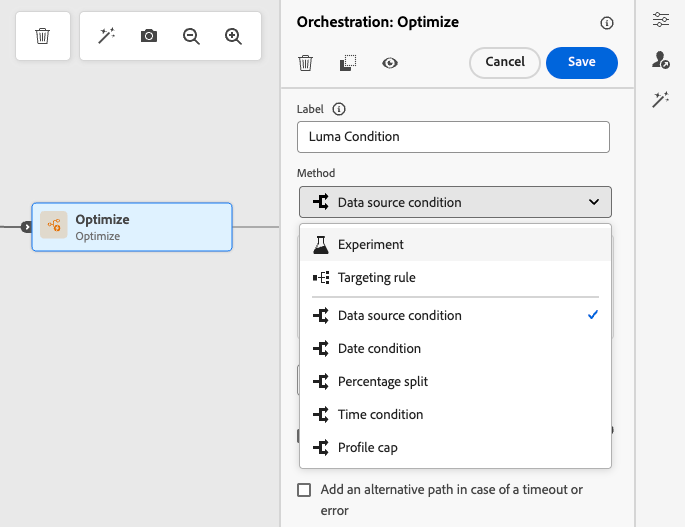 Orchestration: Optimize
Cancel
Save
Label
Luma Condition
Method
Data source condition
Optimize
Optimize
Experiment
Targeting rule
Data source condition
Date condition
Percentage split
Time condition
Profile cap
Add an alternative path in case of a timeout or
error